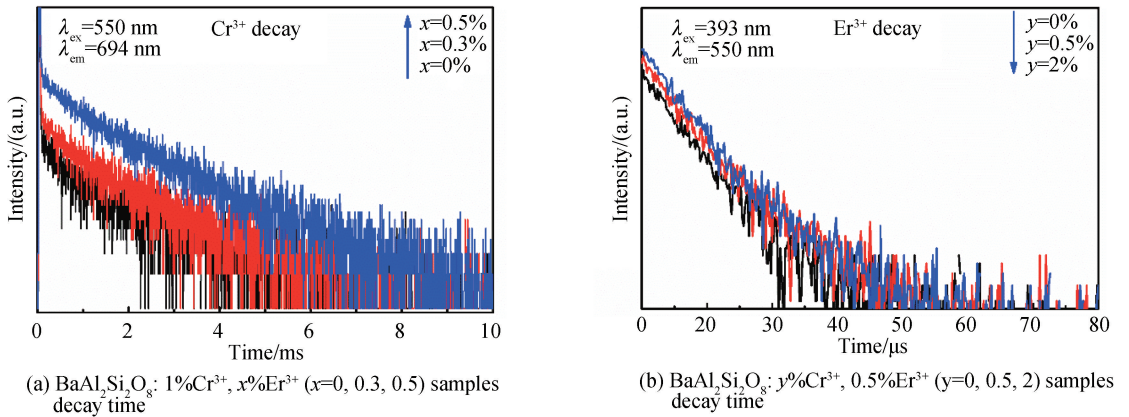 λex=550 nm
λem=694 nm
Cr³⁺ decay
x=0.5%
x=0.3%
x=0%
Intensity/(a.u.)
0 2 4 6 8 10
Time/ms
(a) BaAl₂Si₂O₈: 1%Cr³⁺, x%Er³⁺ (x=0, 0.3, 0.5) samples
decay time
λex=393 nm
λem=550 nm
Er³⁺ decay
y=0%
y=0.5%
y=2%
Intensity/(a.u.)
0 20 30 40 50 60 70 80
Time/μs
(b) BaAl₂Si₂O₈: y%Cr³⁺, 0.5%Er³⁺ (y=0, 0.5, 2) samples
decay time